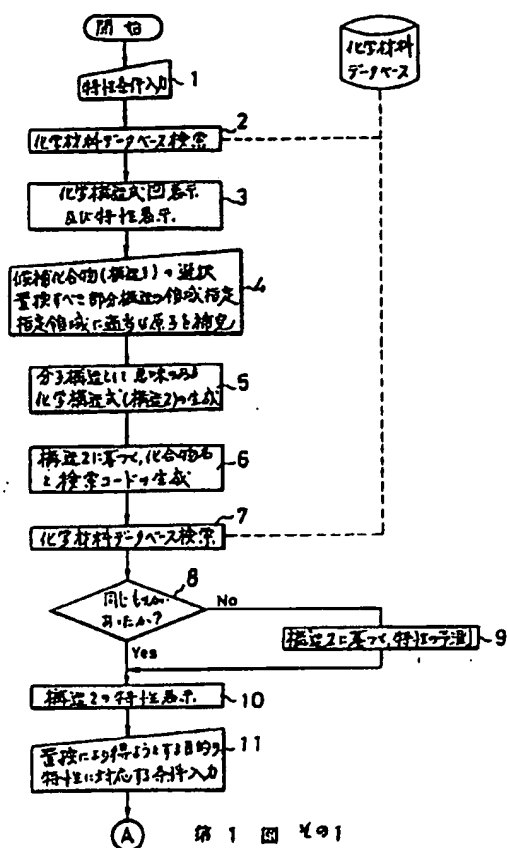 開始
化学材料
データベース
特性条件入力
1
化学材料データベース検索
2
化学構造式図表示
及び特性表示
3
候補化合物(構造1)の選択
置換すべき部分構造の領域指定
指定領域に適当な原子を補充
4
分子構造として意味のある
化学構造式(構造2)の生成
5
構造2に基づく、化合物名
と検索コードの生成
6
化学材料データベース検索
7
同じものが
あったか?
8
No
Yes
構造2に基づく、特性の予測
9
構造2の特性表示
10
置換により得ようとする目的の
特性に対応する条件入力
11
A
第1図 その1